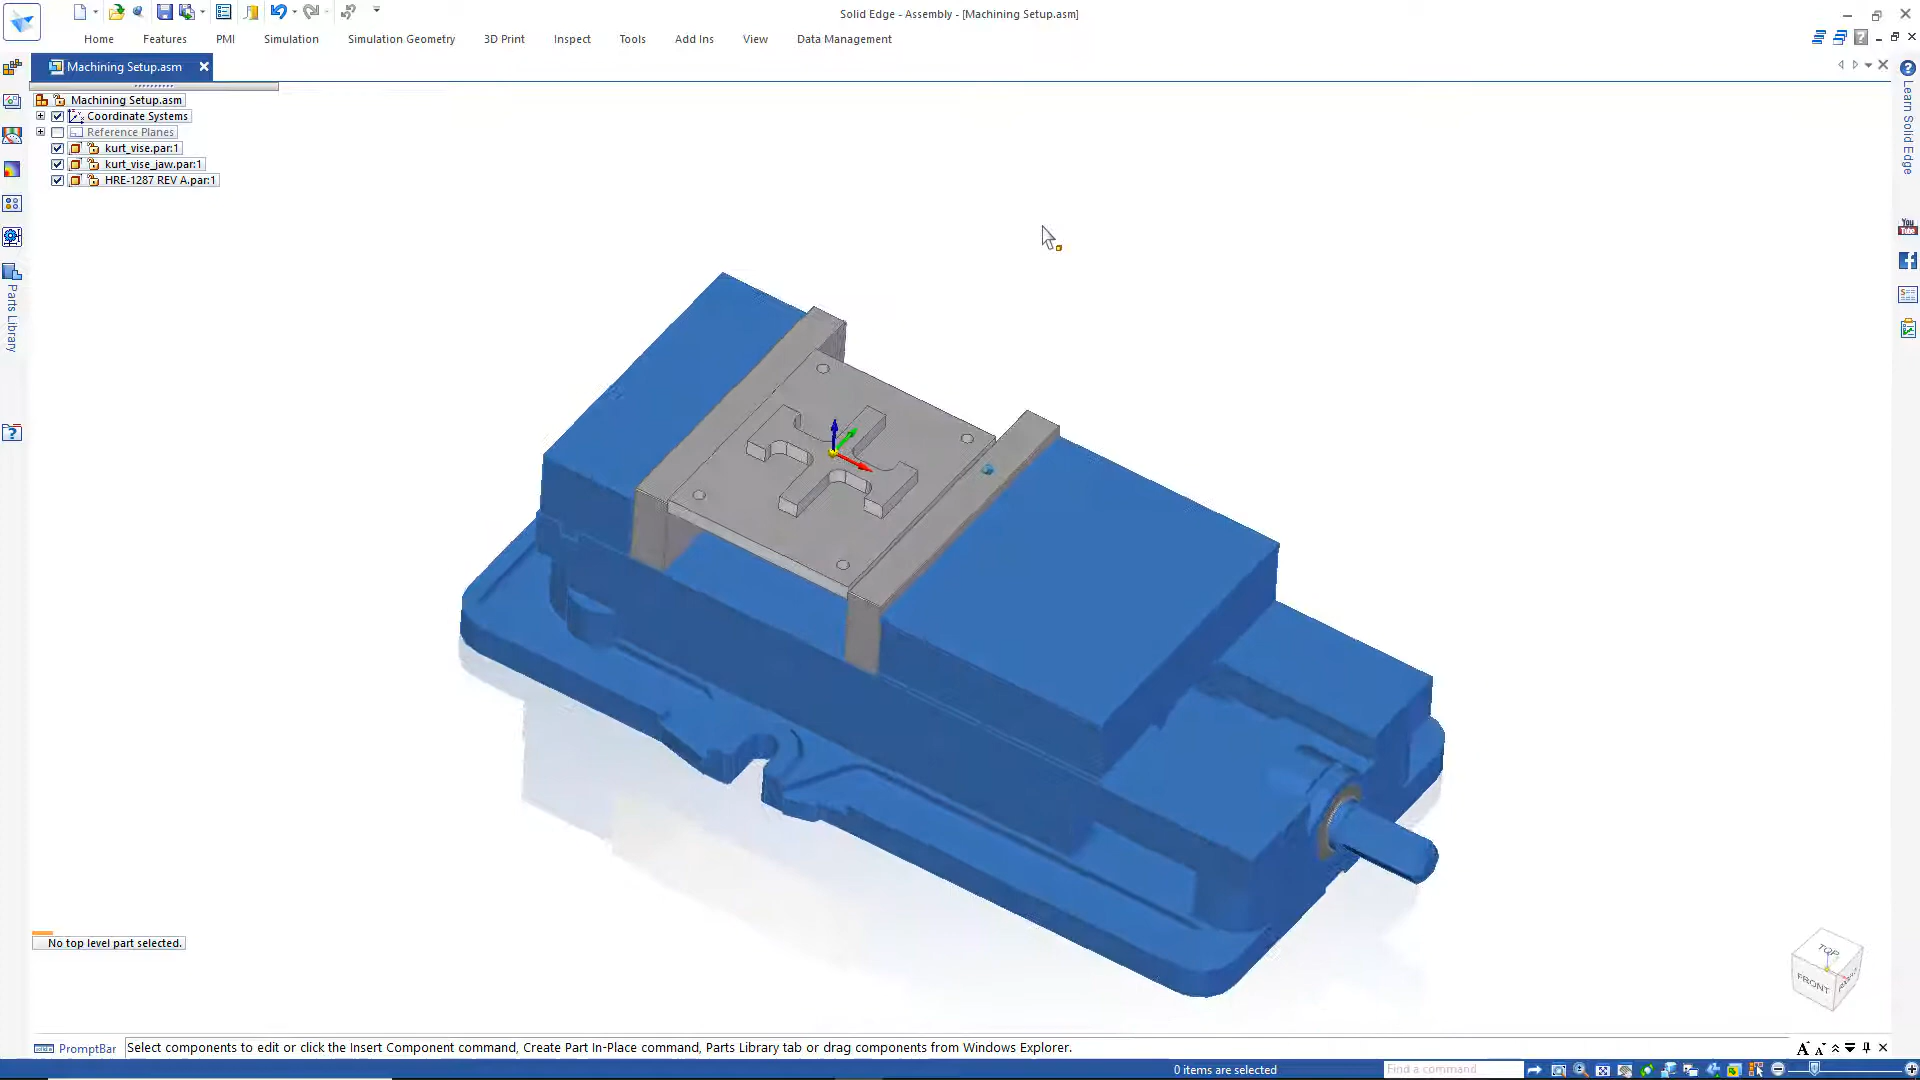 Solid Edge - Assembly - [Machining Setup.asm]
Home
Features
PMI
Simulation
Simulation Geometry
3D Print
Inspect
Tools
Add Ins
View
Data Management
Machining Setup.asm
Machining Setup.asm
Coordinate Systems
Reference Planes
kurt_vise.par:1
kurt_vise_jaw.par:1
HRE-1287 REV A.par:1
Parts Library
Learn Solid Edge
You
Tube
No top level part selected.
TOP
FRONT
PromptBar
Select components to edit or click the Insert Component command, Create Part In-Place command, Parts Library tab or drag components from Windows Explorer.
0 items are selected
Find a command